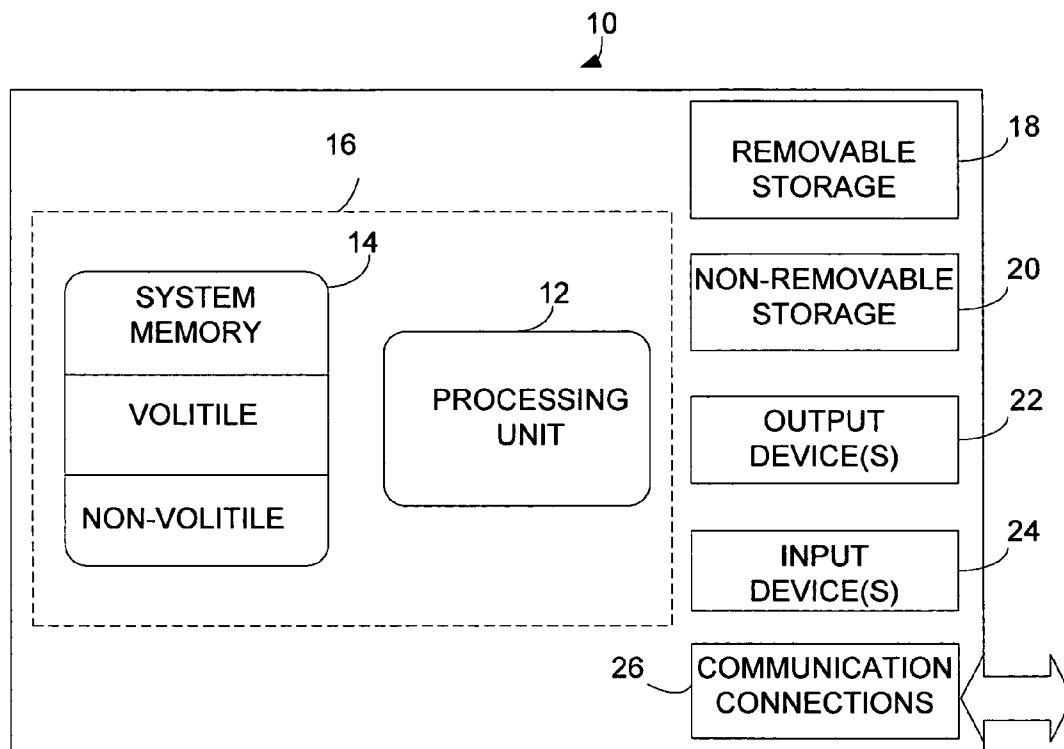 10
16
18
REMOVABLE
STORAGE
14
SYSTEM
MEMORY
VOLITILE
NON-VOLITILE
12
PROCESSING
UNIT
20
NON-REMOVABLE
STORAGE
22
OUTPUT
DEVICE(S)
24
INPUT
DEVICE(S)
26
COMMUNICATION
CONNECTIONS